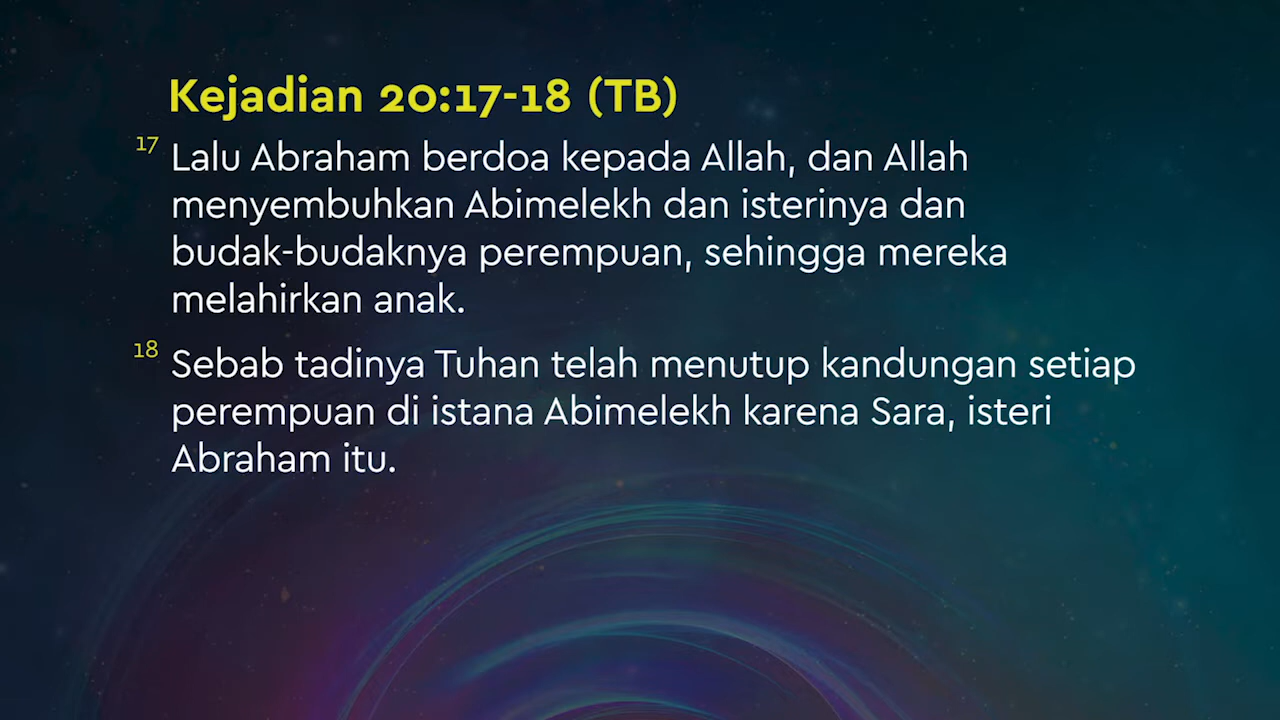 Kejadian 20:17-18 (TB)
17 Lalu Abraham berdoa kepada Allah, dan Allah
menyembuhkan Abimelekh dan isterinya dan
budak-budaknya perempuan, sehingga mereka
melahirkan anak.
18 Sebab tadinya Tuhan telah menutup kandungan setiap
perempuan di istana Abimelekh karena Sara, isteri
Abraham itu.